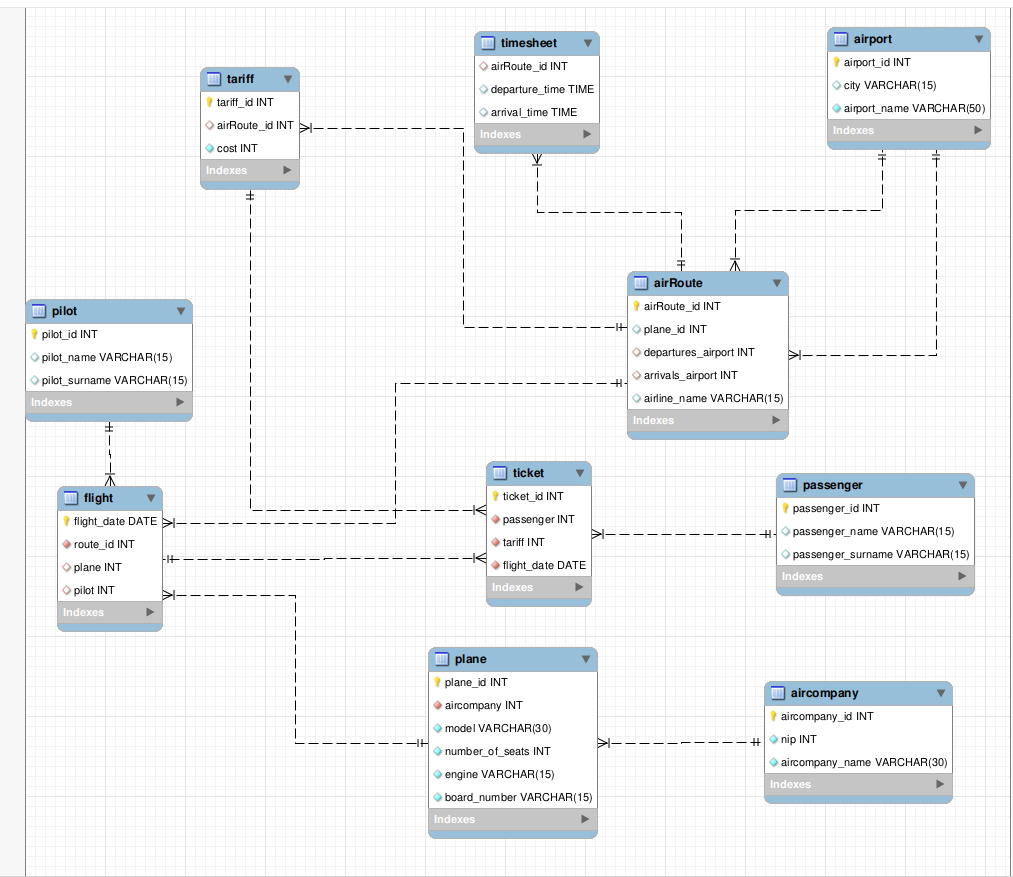 timesheet
airRoute_id INT
departure_time TIME
arrival_time TIME
Indexes
airport
airport_id INT
city VARCHAR(15)
airport_name VARCHAR(50)
Indexes
tariff
tariff_id INT
airRoute_id INT
cost INT
Indexes
airRoute
airRoute_id INT
plane_id INT
departures_airport INT
arrivals_airport INT
airline_name VARCHAR(15)
Indexes
pilot
pilot_id INT
pilot_name VARCHAR(15)
pilot_surname VARCHAR(15)
Indexes
flight
flight_date DATE
route_id INT
plane INT
pilot INT
Indexes
ticket
ticket_id INT
passenger INT
tariff INT
flight_date DATE
Indexes
passenger
passenger_id INT
passenger_name VARCHAR(15)
passenger_surname VARCHAR(15)
Indexes
plane
plane_id INT
aircompany INT
model VARCHAR(30)
number_of_seats INT
engine VARCHAR(15)
board_number VARCHAR(15)
Indexes
aircompany
aircompany_id INT
nip INT
aircompany_name VARCHAR(30)
Indexes